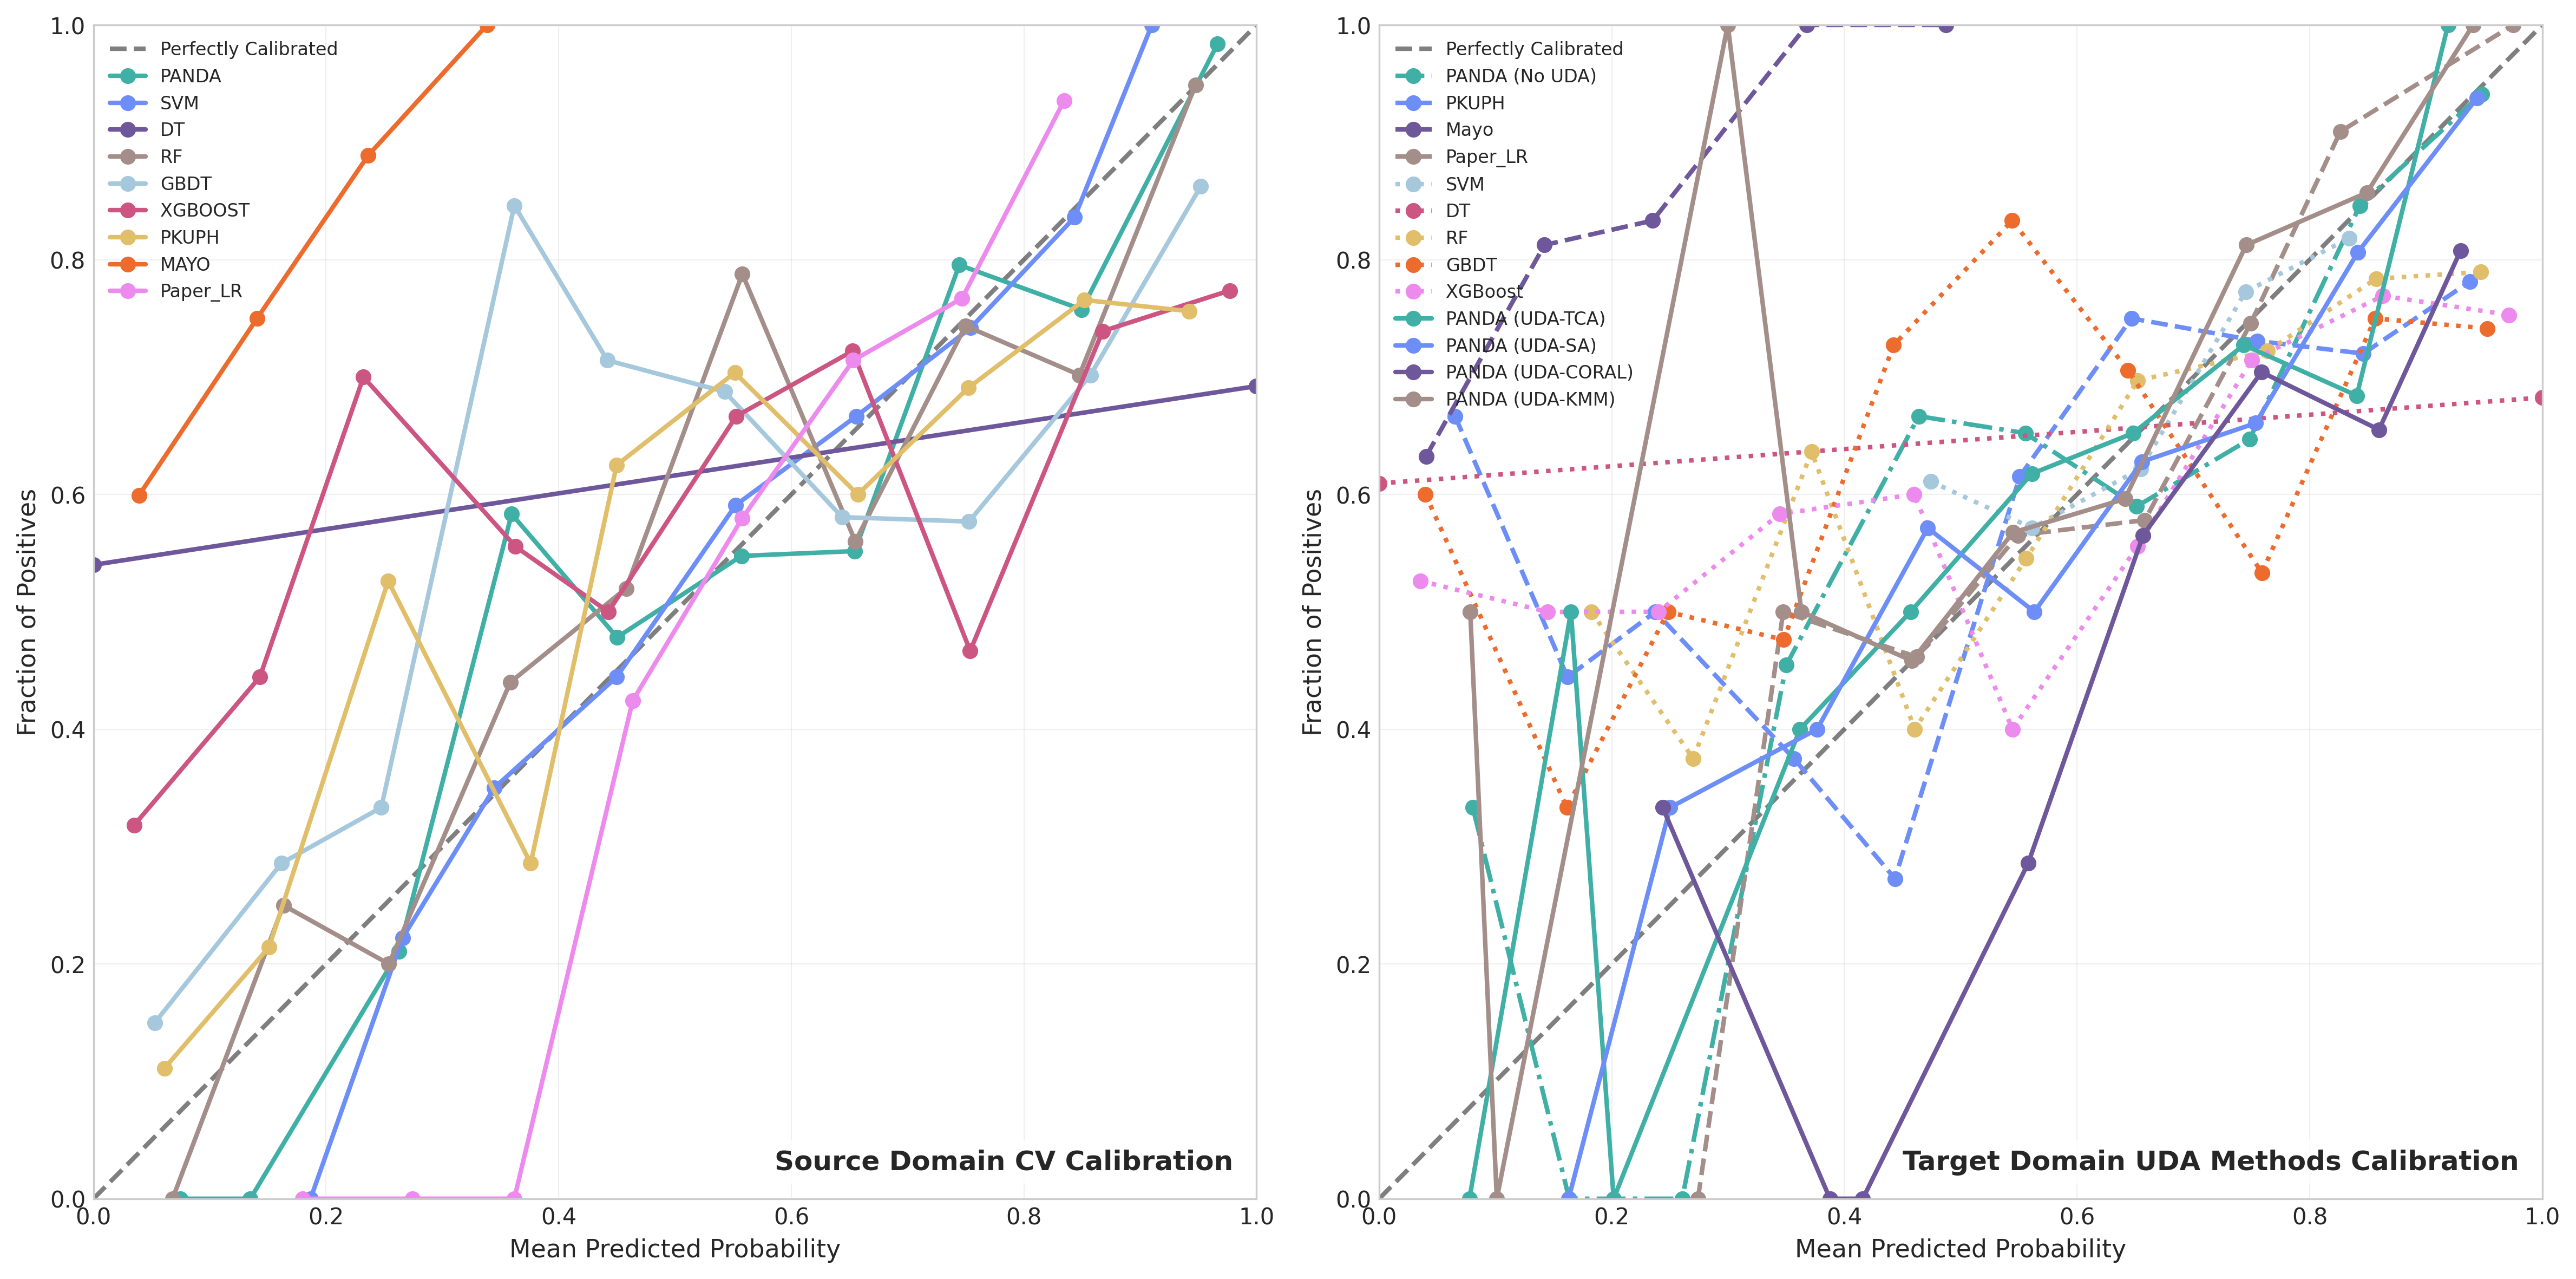 1.0
0.8
0.6
0.4
0.2
0.0
Fraction of Positives
Perfectly Calibrated
PANDA
SVM
DT
RF
GBDT
XGBOOST
PKUPH
MAYO
Paper_LR
Source Domain CV Calibration
0.0 0.2 0.4 0.6 0.8 1.0
Mean Predicted Probability
1.0
0.8
0.6
0.4
0.2
0.0
Fraction of Positives
Perfectly Calibrated
PANDA (No UDA)
PKUPH
Mayo
Paper_LR
SVM
DT
RF
GBDT
XGBoost
PANDA (UDA-TCA)
PANDA (UDA-SA)
PANDA (UDA-CORAL)
PANDA (UDA-KMM)
Target Domain UDA Methods Calibration
0.0 0.2 0.4 0.6 0.8 1.0
Mean Predicted Probability